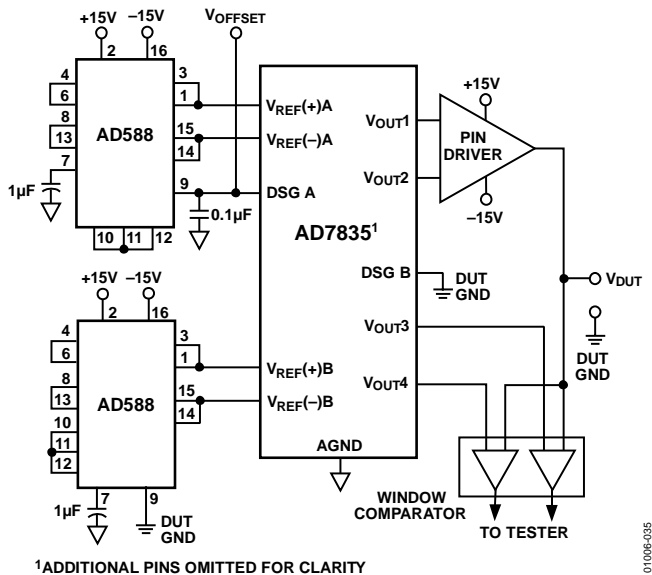 +15V –15V VOFFSET
2 16
4 3
6 1 VREF(+)A +15V
8 VOUT1
13 AD588 15 VREF(–)A PIN
14 DRIVER
7 VOUT2
1µF 9 DSG A
0.1µF –15V
10 11 12 AD7835¹
+15V –15V DSG B DUT
GND
VDUT
2 16
4 3 VOUT3
6 1 VREF(+)B DUT
GND
8 AD588 15 VREF(–)B VOUT4
13 14
10
11
12 AGND
7 9
1µF DUT
GND
WINDOW
COMPARATOR
TO TESTER
¹ADDITIONAL PINS OMITTED FOR CLARITY
01006-035